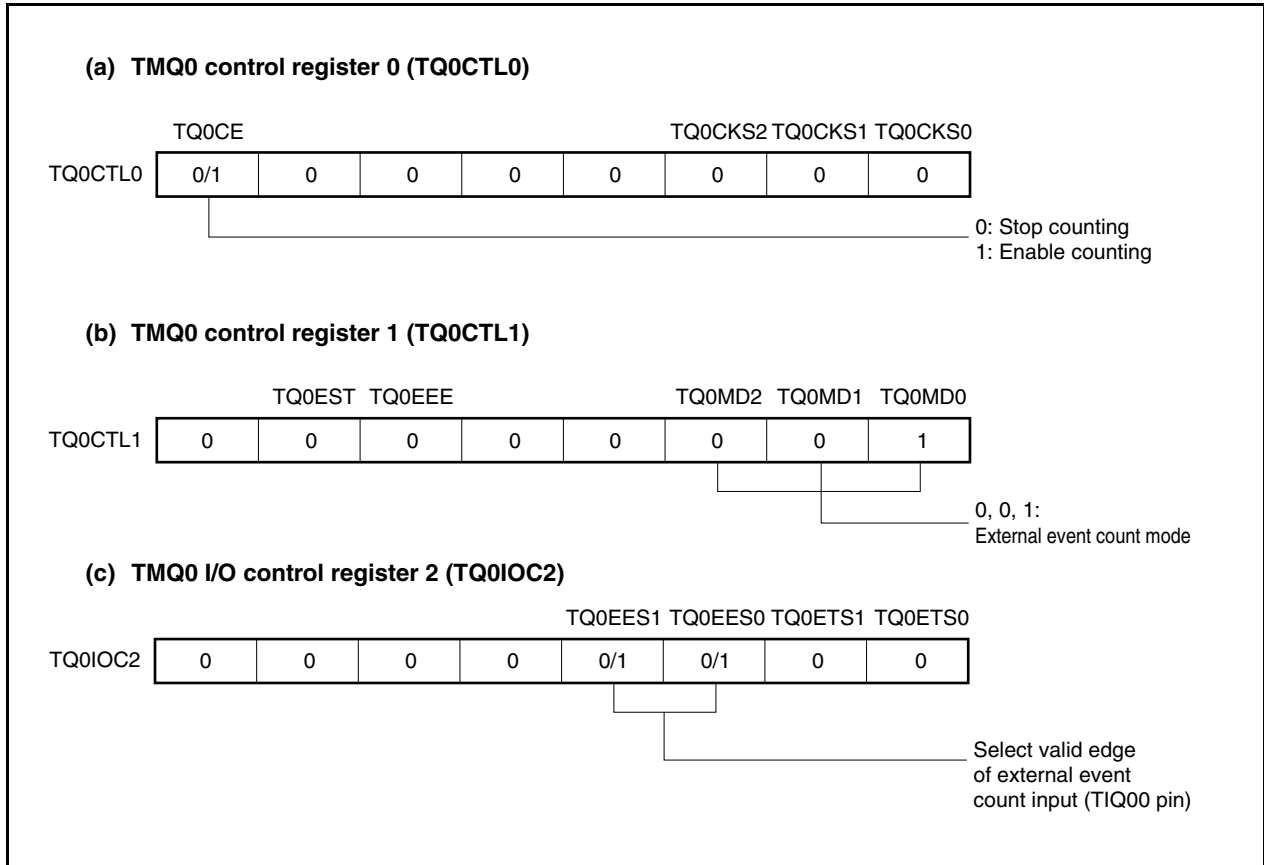 (a) TMQ0 control register 0 (TQ0CTL0)
TQ0CE TQ0CKS2 TQ0CKS1 TQ0CKS0
TQ0CTL0 0/1 0 0 0 0 0 0 0
0: Stop counting
1: Enable counting
(b) TMQ0 control register 1 (TQ0CTL1)
TQ0EST TQ0EEE TQ0MD2 TQ0MD1 TQ0MD0
TQ0CTL1 0 0 0 0 0 0 0 1
0, 0, 1:
External event count mode
(c) TMQ0 I/O control register 2 (TQ0IOC2)
TQ0EES1 TQ0EES0 TQ0ETS1 TQ0ETS0
TQ0IOC2 0 0 0 0 0/1 0/1 0 0
Select valid edge
of external event
count input (TIQ00 pin)